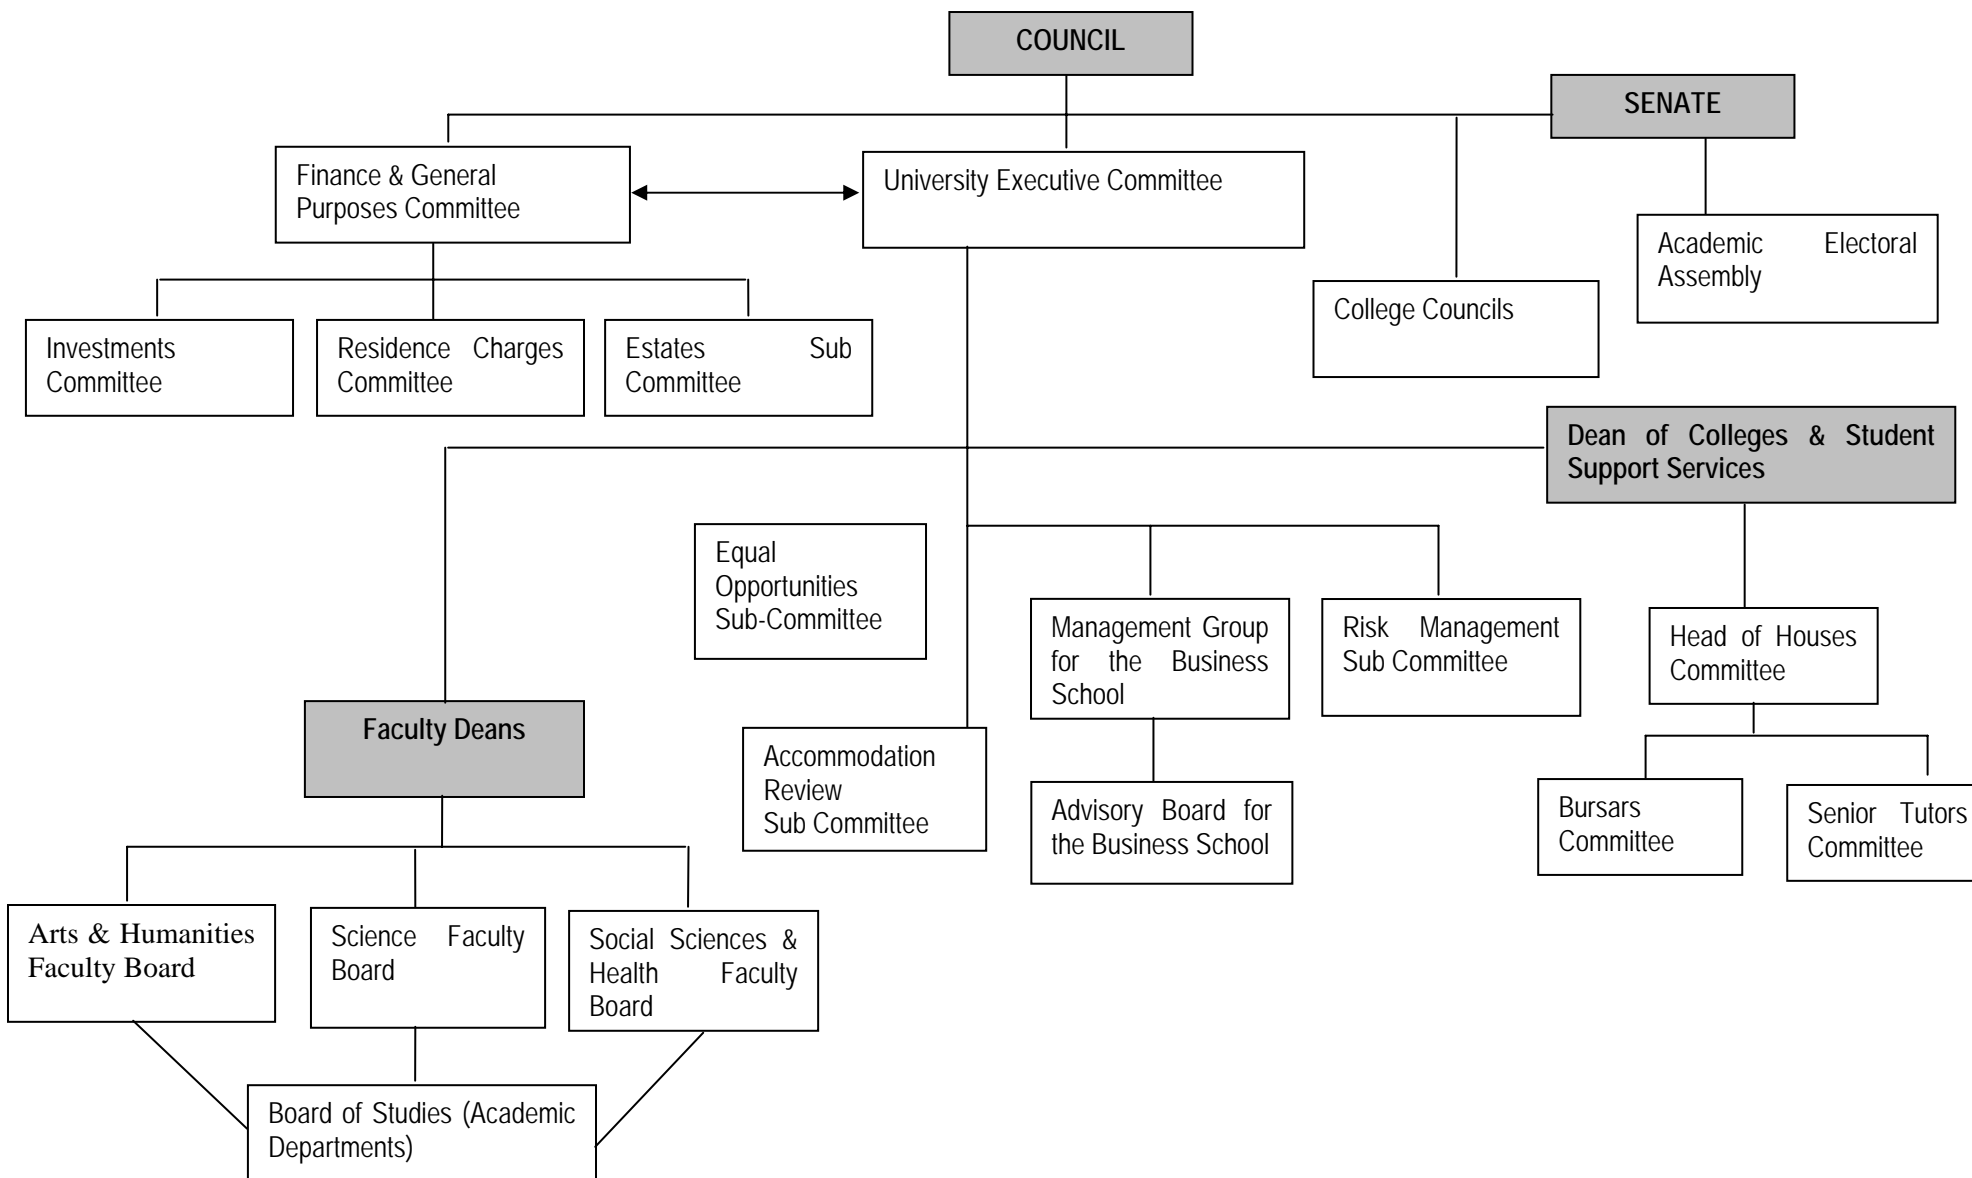 COUNCIL
SENATE
Finance & General
Purposes Committee
University Executive Committee
Academic Electoral
Assembly
College Councils
Investments
Committee
Residence Charges
Committee
Estates Sub
Committee
Dean of Colleges & Student
Support Services
Equal
Opportunities
Sub-Committee
Management Group
for the Business
School
Risk Management
Sub Committee
Head of Houses
Committee
Faculty Deans
Accommodation
Review
Sub Committee
Advisory Board for
the Business School
Bursars
Committee
Senior Tutors
Committee
Arts & Humanities
Faculty Board
Science Faculty
Board
Social Sciences &
Health Faculty
Board
Board of Studies (Academic
Departments)